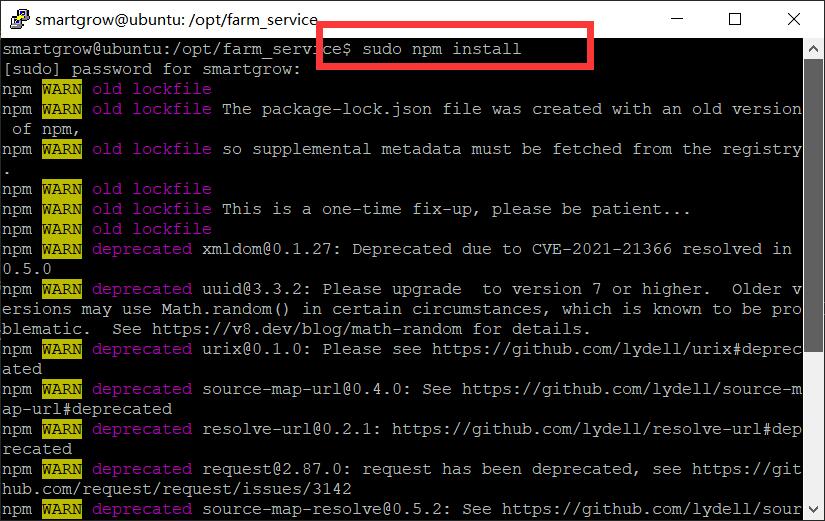 smartgrow@ubuntu: /opt/farm_service
smartgrow@ubuntu:/opt/farm_service$ sudo npm install
[sudo] password for smartgrow:
npm WARN old lockfile
npm WARN old lockfile The package-lock.json file was created with an old version
 of npm,
npm WARN old lockfile so supplemental metadata must be fetched from the registry
.
npm WARN old lockfile
npm WARN old lockfile This is a one-time fix-up, please be patient...
npm WARN old lockfile
npm WARN deprecated xmldom@0.1.27: Deprecated due to CVE-2021-21366 resolved in
0.5.0
npm WARN deprecated uuid@3.3.2: Please upgrade  to version 7 or higher.  Older v
ersions may use Math.random() in certain circumstances, which is known to be pro
blematic.  See https://v8.dev/blog/math-random for details.
npm WARN deprecated urix@0.1.0: Please see https://github.com/lydell/urix#deprec
ated
npm WARN deprecated source-map-url@0.4.0: See https://github.com/lydell/source-m
ap-url#deprecated
npm WARN deprecated resolve-url@0.2.1: https://github.com/lydell/resolve-url#dep
recated
npm WARN deprecated request@2.87.0: request has been deprecated, see https://git
hub.com/request/request/issues/3142
npm WARN deprecated source-map-resolve@0.5.2: See https://github.com/lydell/sour